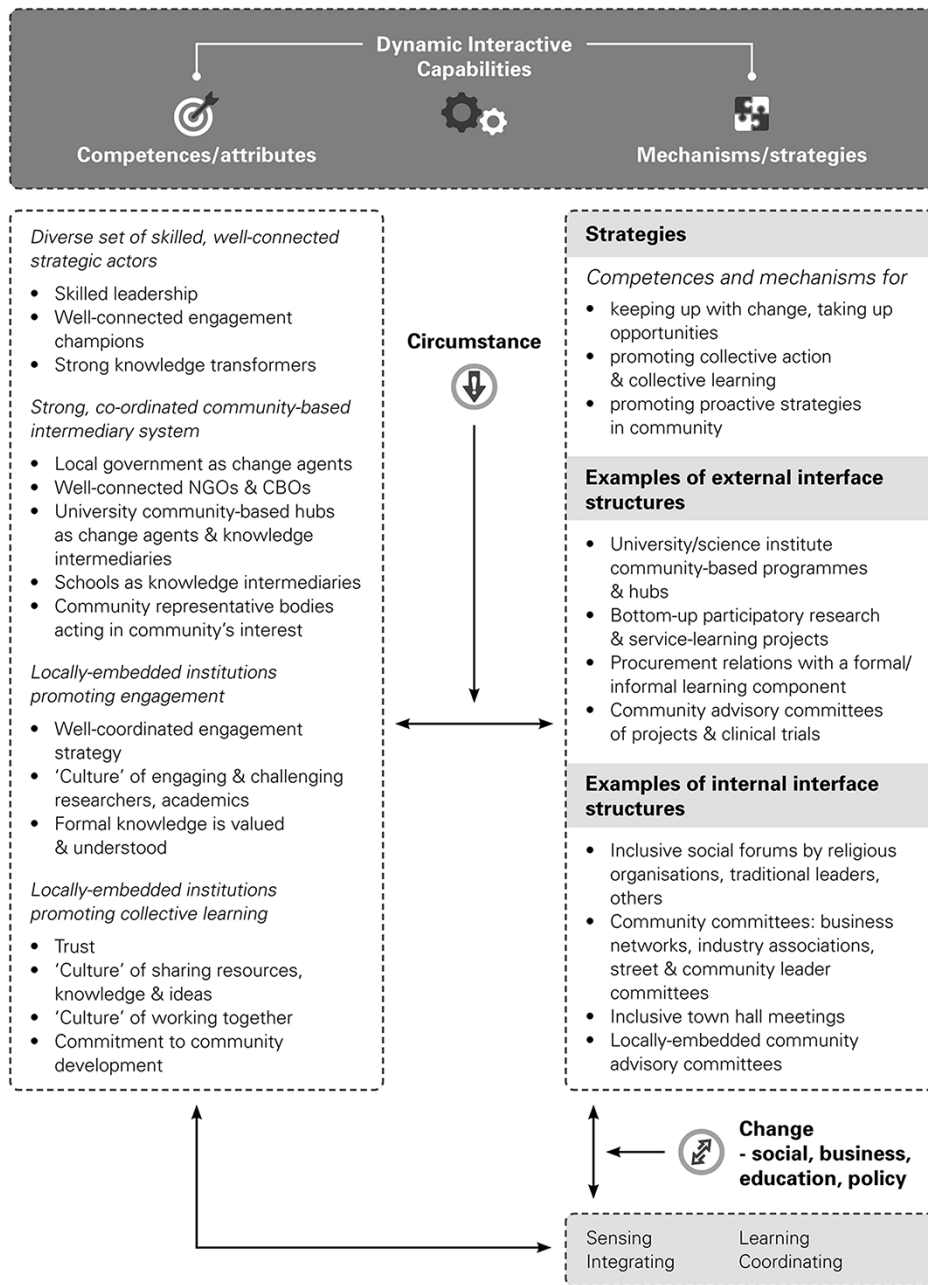 Dynamic Interactive
Capabilities
Competences/attributes
Mechanisms/strategies
Diverse set of skilled, well-connected
strategic actors
• Skilled leadership
• Well-connected engagement
champions
• Strong knowledge transformers
Strong, co-ordinated community-based
intermediary system
• Local government as change agents
• Well-connected NGOs & CBOs
• University community-based hubs
as change agents & knowledge
intermediaries
• Schools as knowledge intermediaries
• Community representative bodies
acting in community’s interest
Locally-embedded institutions
promoting engagement
• Well-coordinated engagement
strategy
• ‘Culture’ of engaging & challenging
researchers, academics
• Formal knowledge is valued
& understood
Locally-embedded institutions
promoting collective learning
• Trust
• ‘Culture’ of sharing resources,
knowledge & ideas
• ‘Culture’ of working together
• Commitment to community
development
Circumstance
Strategies
Competences and mechanisms for
• keeping up with change, taking up
opportunities
• promoting collective action
& collective learning
• promoting proactive strategies
in community
Examples of external interface
structures
• University/science institute
community-based programmes
& hubs
• Bottom-up participatory research
& service-learning projects
• Procurement relations with a formal/
informal learning component
• Community advisory committees
of projects & clinical trials
Examples of internal interface
structures
• Inclusive social forums by religious
organisations, traditional leaders,
others
• Community committees: business
networks, industry associations,
street & community leader
committees
• Inclusive town hall meetings
• Locally-embedded community
advisory committees
Change
- social, business,
education, policy
Sensing Learning
Integrating Coordinating